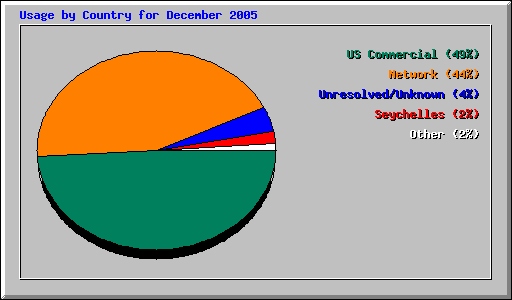 Usage by Country for December 2005
US Commercial (49%)
Network (44%)
Unresolved/Unknown (4%)
Seychelles (2%)
Other (2%)